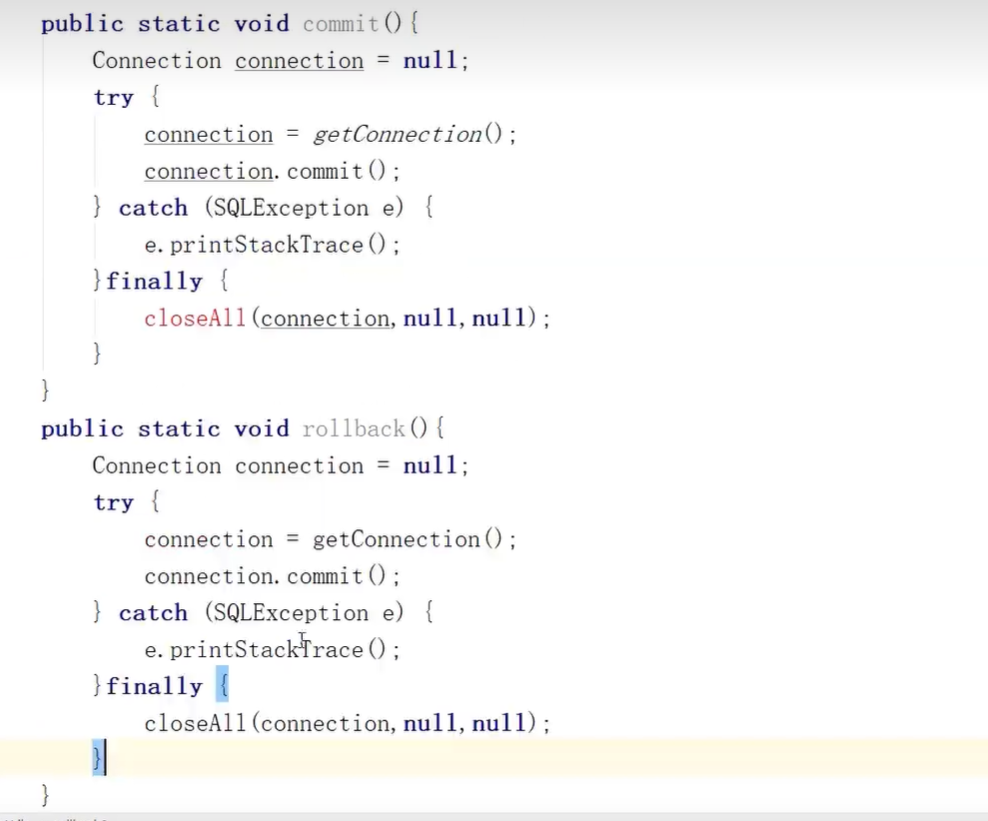 public static void commit(){
Connection connection = null;
try {
connection = getConnection();
connection.commit();
} catch (SQLException e) {
e.printStackTrace();
}finally {
closeAll(connection,null,null);
}
}
public static void rollback(){
Connection connection = null;
try {
connection = getConnection();
connection.commit();
} catch (SQLException e) {
e.printStackTrace();
}finally {
closeAll(connection,null,null);
}
}